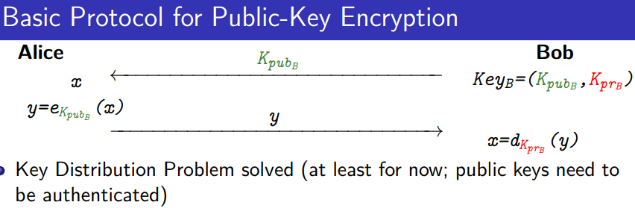 Basic Protocol for Public-Key Encryption
Alice Bob
K_{pub_B}
x Key_B=(K_{pub_B},K_{pr_B})
y=e_{K_{pub_B}}(x)
y
x=d_{K_{pr_B}}(y)
Key Distribution Problem solved (at least for now; public keys need to
be authenticated)